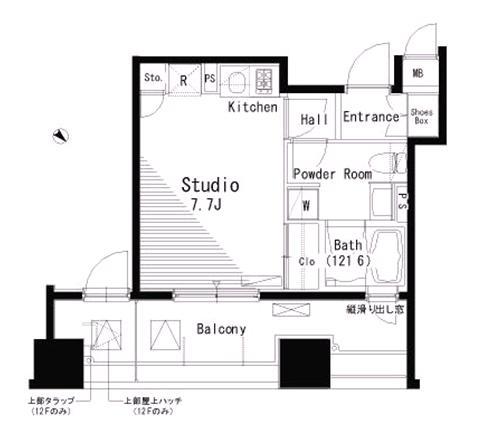 Sto.
R
PS
Kitchen
MB
Hall
Entrance
Shoes
Box
Studio
7.7J
Powder Room
W
PS
Clo
Bath
(1216)
縦滑り出し窓
Balcony
上部タラップ
(12Fのみ)
上部屋上ハッチ
(12Fのみ)